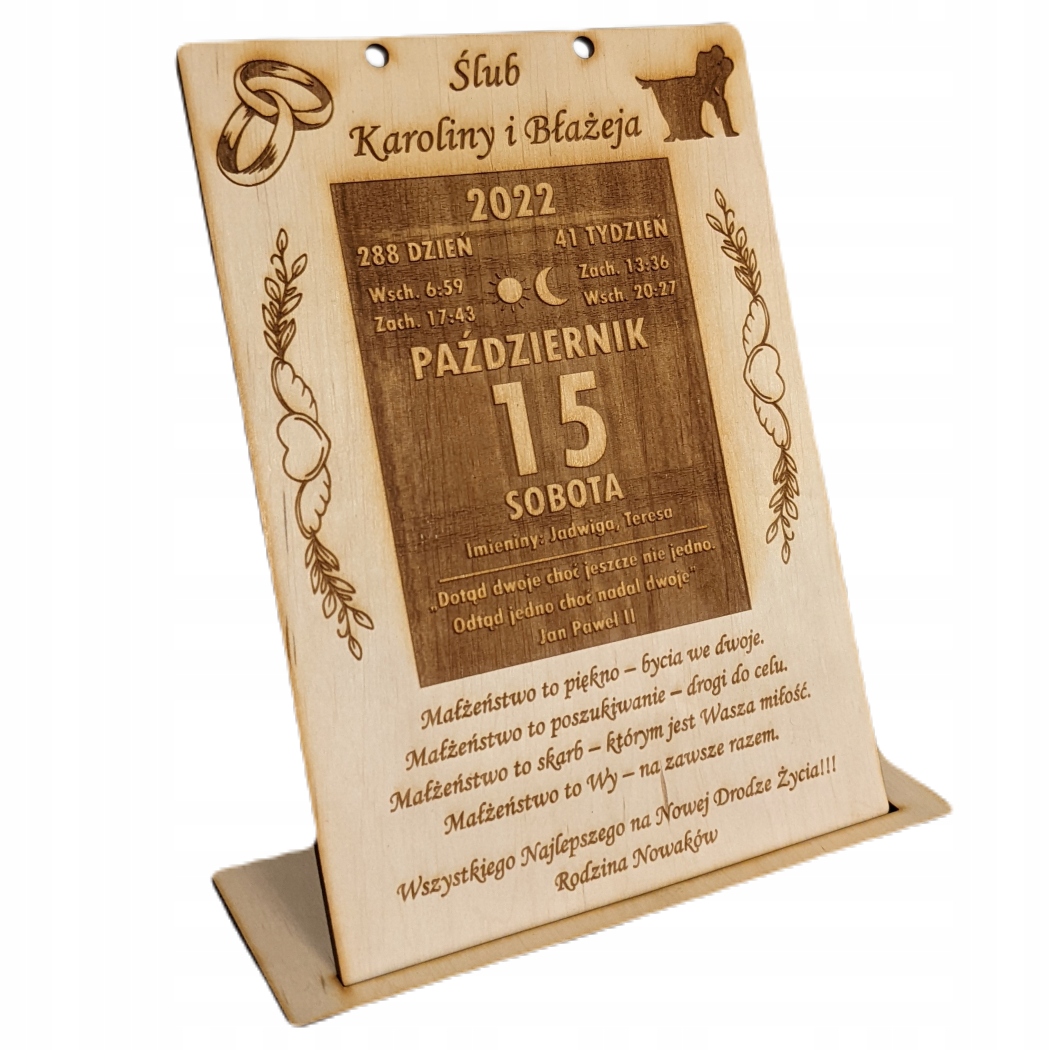 Ślub
Karoliny i Błażeja
2022
288 DZIEŃ 41 TYDZIEŃ
Wsch. 6:59 Zach. 13:36
Zach. 17:43 Wsch. 20:27
PAŹDZIERNIK
15
SOBOTA
Imieniny: Jadwiga, Teresa
„Dotąd dwoje choć jeszcze nie jedno.
Odtąd jedno choć nadal dwoje"
Jan Paweł II
Małżeństwo to piękno – bycia we dwoje.
Małżeństwo to poszukiwanie – drogi do celu.
Małżeństwo to skarb – którym jest Wasza miłość.
Małżeństwo to Wy – na zawsze razem.
Wszystkiego Najlepszego na Nowej Drodze Życia!!!
Rodzina Nowaków